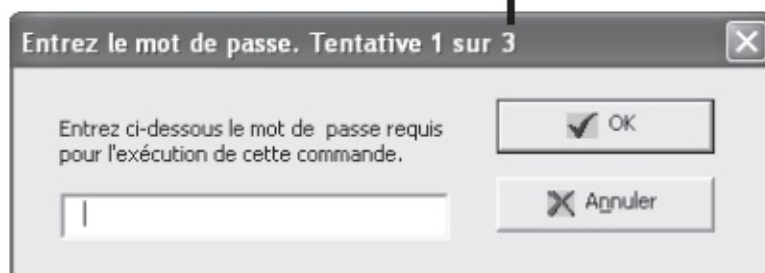 Entrez le mot de passe. Tentative 1 sur 3
Entrez ci-dessous le mot de passe requis
pour l'exécution de cette commande.
OK
Annuler